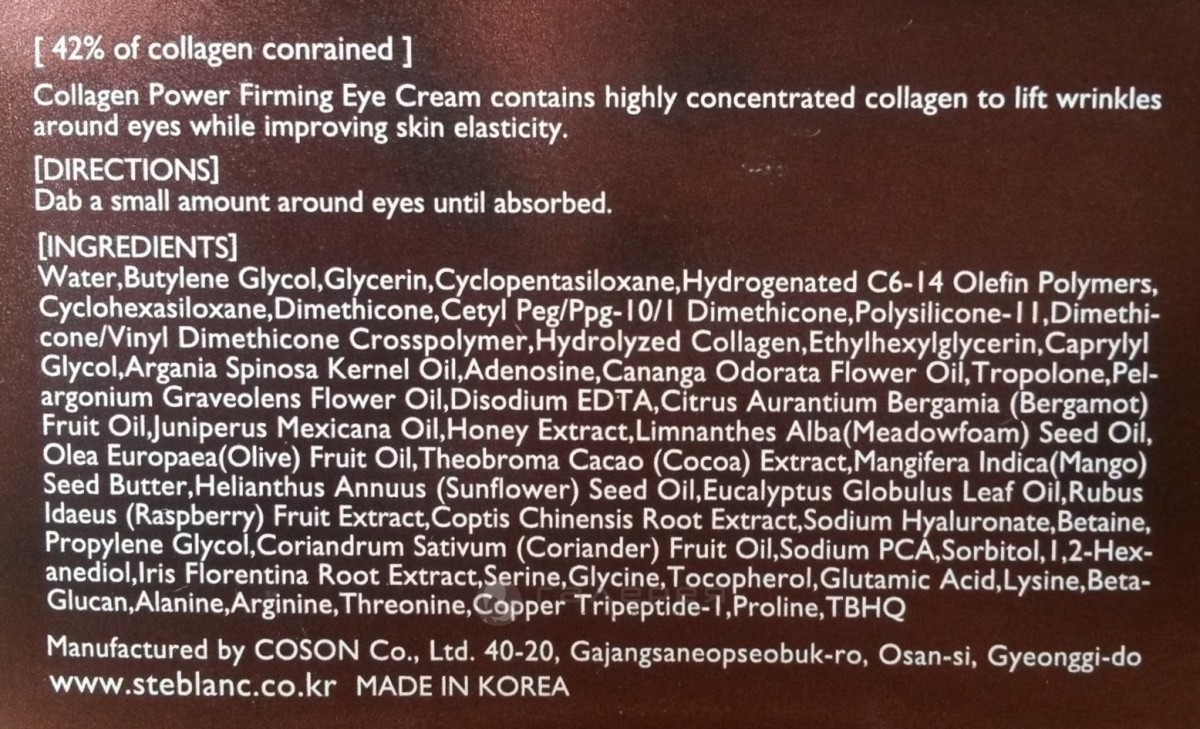 [ 42% of collagen conrained ]
Collagen Power Firming Eye Cream contains highly concentrated collagen to lift wrinkles
around eyes while improving skin elasticity.
[DIRECTIONS]
Dab a small amount around eyes until absorbed.
[INGREDIENTS]
Water,Butylene Glycol,Glycerin,Cyclopentasiloxane,Hydrogenated C6-14 Olefin Polymers,
Cyclohexasiloxane,Dimethicone,Cetyl Peg/Ppg-10/1 Dimethicone,Polysilicone-11,Dimethi-
cone/Vinyl Dimethicone Crosspolymer,Hydrolyzed Collagen,Ethylhexylglycerin,Caprylyl
Glycol,Argania Spinosa Kernel Oil,Adenosine,Cananga Odorata Flower Oil,Tropolone,Pel-
argonium Graveolens Flower Oil,Disodium EDTA,Citrus Aurantium Bergamia (Bergamot)
Fruit Oil,Juniperus Mexicana Oil,Honey Extract,Limnanthes Alba(Meadowfoam) Seed Oil,
Olea Europaea(Olive) Fruit Oil,Theobroma Cacao (Cocoa) Extract,Mangifera Indica(Mango)
Seed Butter,Helianthus Annuus (Sunflower) Seed Oil,Eucalyptus Globulus Leaf Oil,Rubus
Idaeus (Raspberry) Fruit Extract,Coptis Chinensis Root Extract,Sodium Hyaluronate,Betaine,
Propylene Glycol,Coriandrum Sativum (Coriander) Fruit Oil,Sodium PCA,Sorbitol,1,2-Hex-
anediol,Iris Florentina Root Extract,Serine,Glycine,Tocopherol,Glutamic Acid,Lysine,Beta-
Glucan,Alanine,Arginine,Threonine,Copper Tripeptide-1,Proline,TBHQ
Manufactured by COSON Co., Ltd. 40-20, Gajangsaneopseobuk-ro, Osan-si, Gyeonggi-do
www.steblanc.co.kr MADE IN KOREA